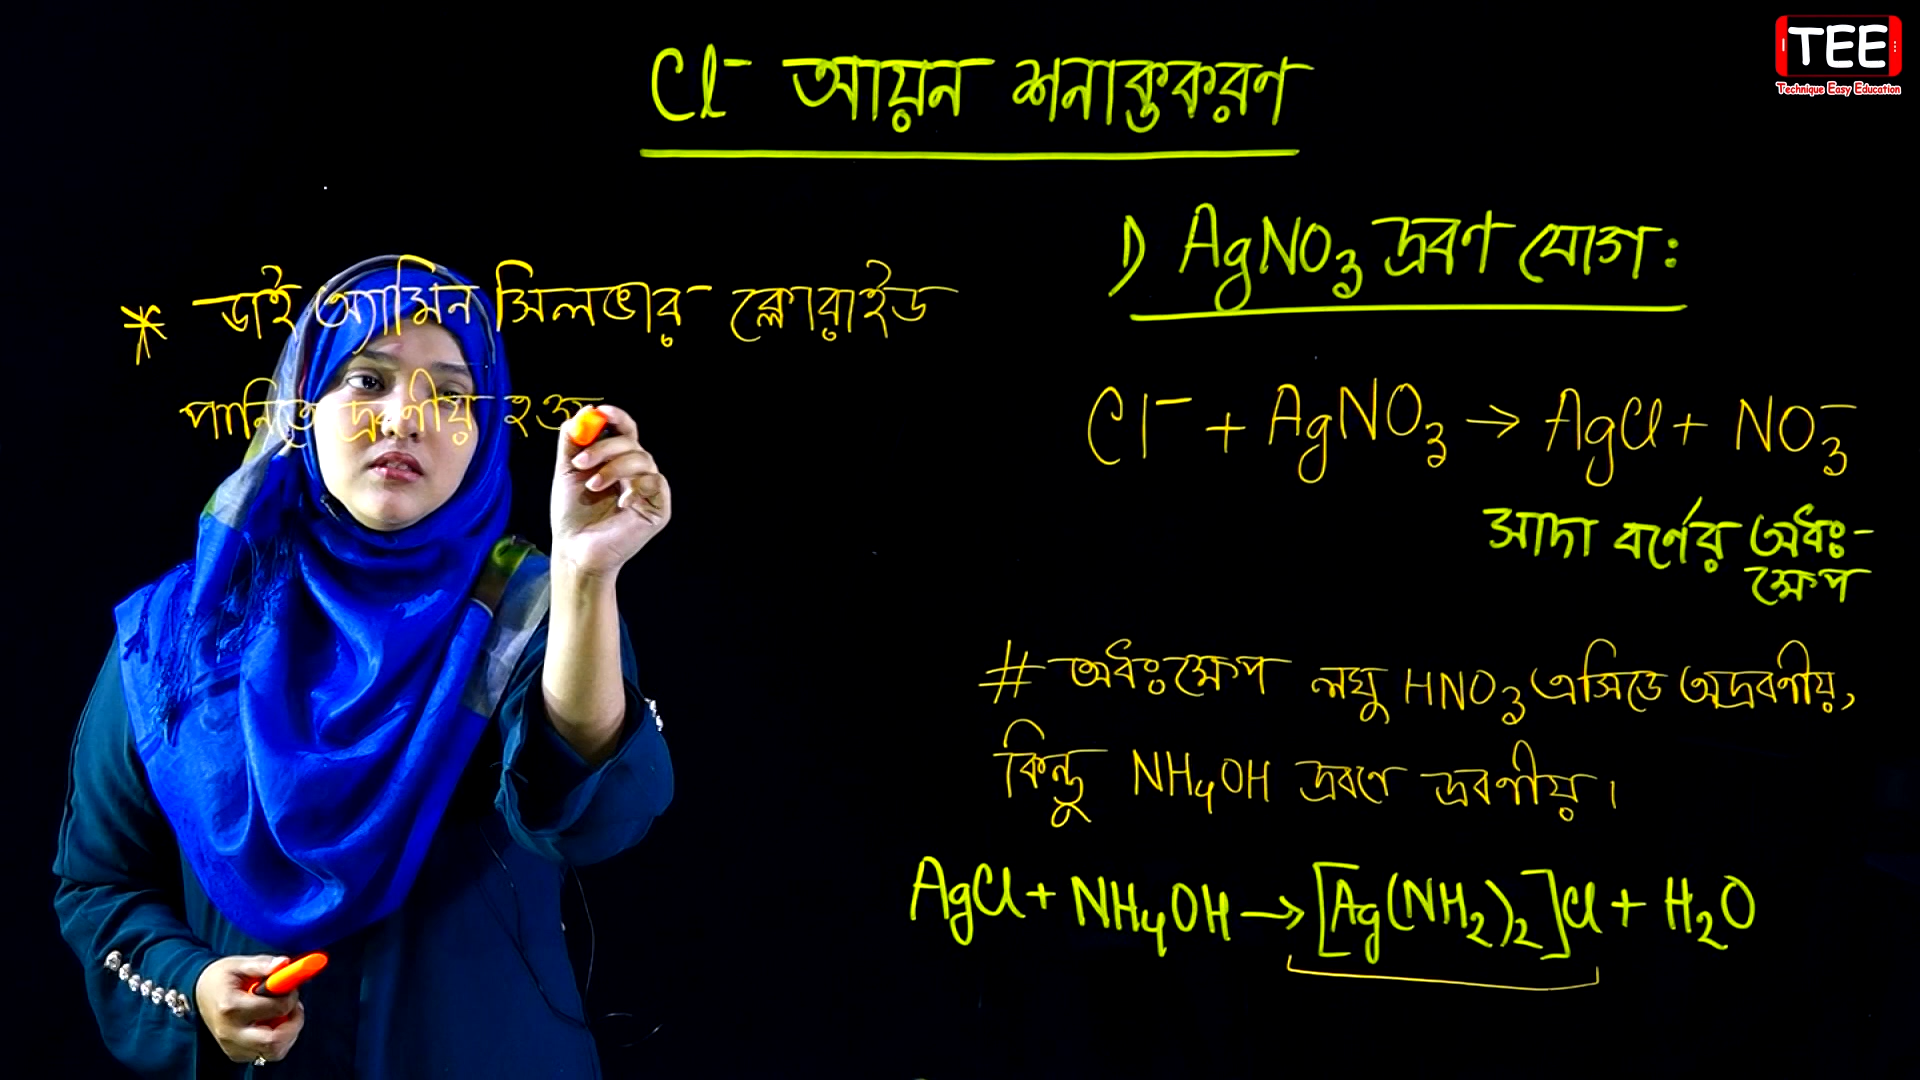 TEE
Technique Easy Education
Cl⁻ আয়ন শনাক্তকরণ
* ডাই অ্যামিন সিলভার ক্লোরাইড
পানিতে দ্রবণীয়
1) AgNO₃ দ্রবণ যোগ:
Cl⁻ + AgNO₃ → AgCl + NO₃⁻
সাদা বর্ণের অধঃ-
ক্ষেপ
# অধঃক্ষেপ লঘু HNO₃ এসিডে অদ্রবণীয়,
কিন্তু NH₄OH দ্রবণে দ্রবণীয়।
AgCl + NH₄OH → [Ag(NH₂)₂]Cl + H₂O